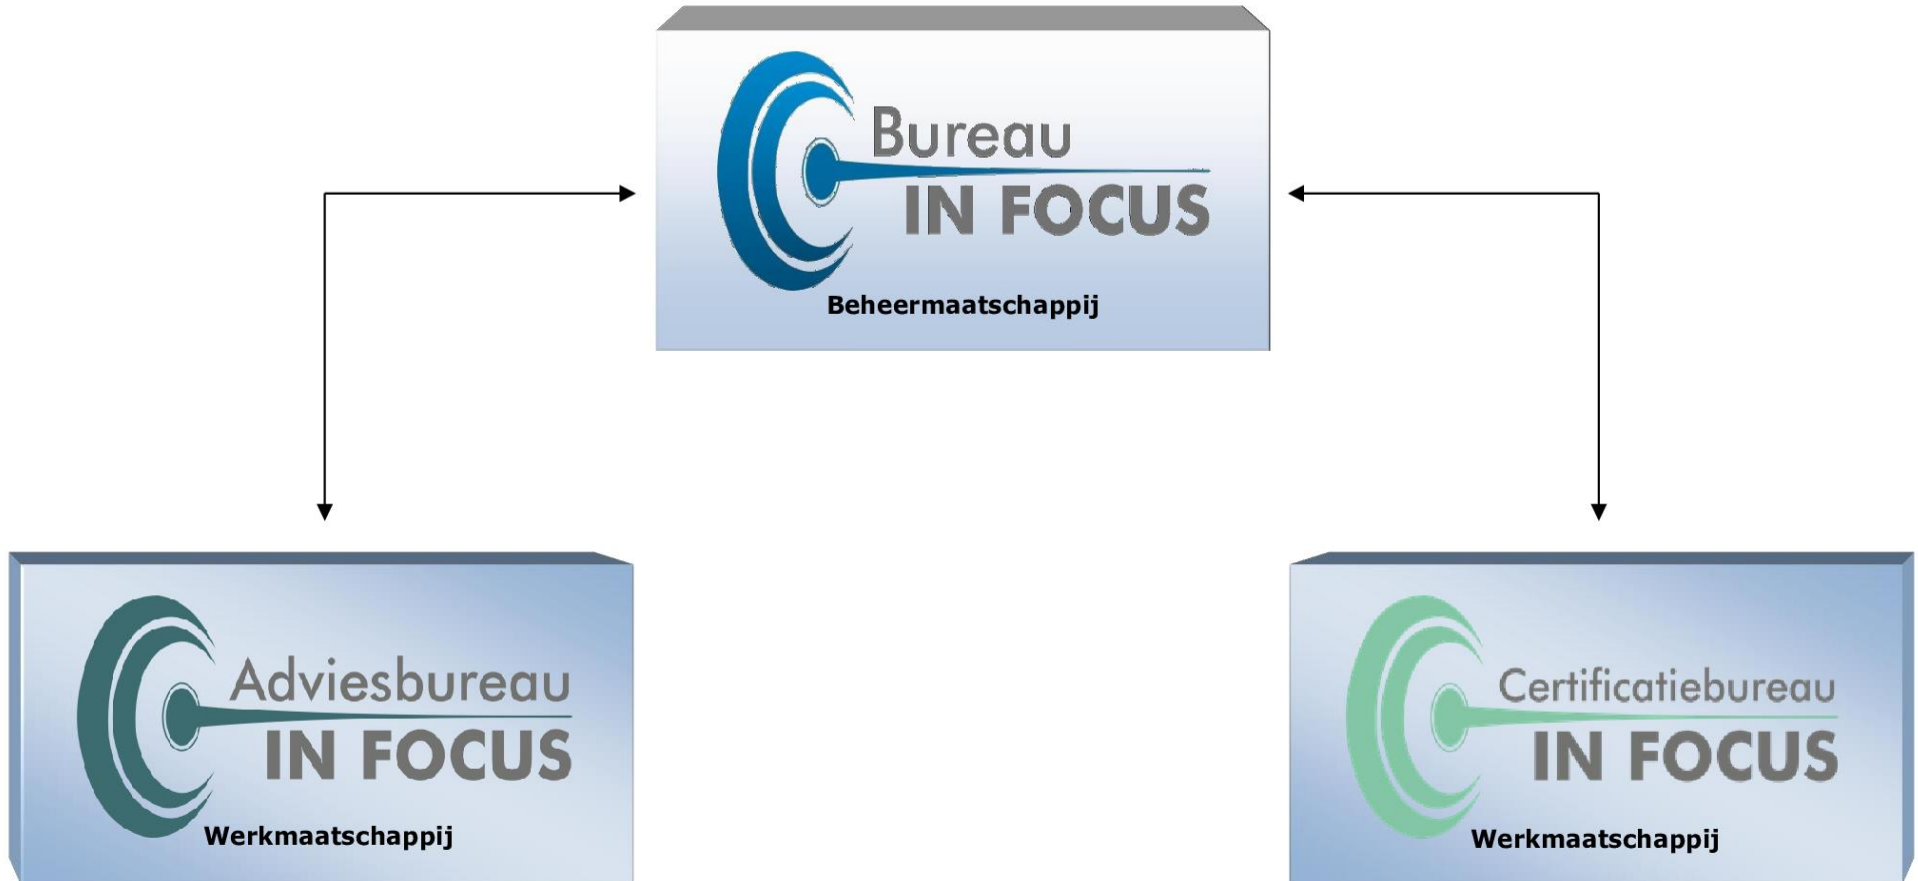 Bureau
IN FOCUS
Beheermaatschappij
Adviesbureau
IN FOCUS
Werkmaatschappij
Certificatiebureau
IN FOCUS
Werkmaatschappij